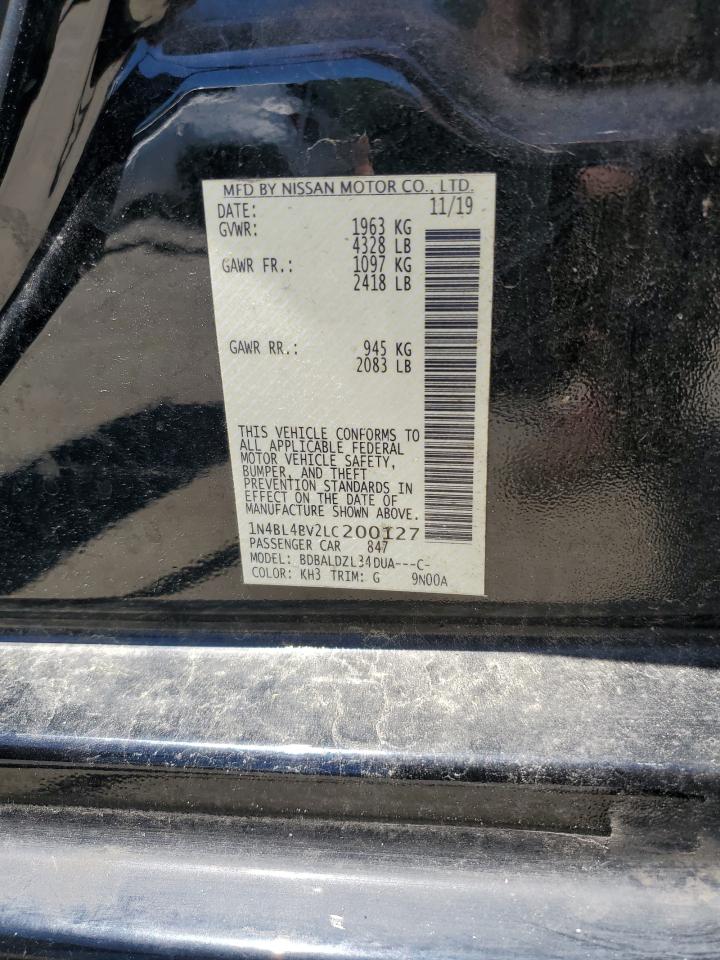 MFD BY NISSAN MOTOR CO., LTD.
DATE: 11/19
GVWR: 1963 KG
4328 LB
GAWR FR.: 1097 KG
2418 LB
GAWR RR.: 945 KG
2083 LB
THIS VEHICLE CONFORMS TO
ALL APPLICABLE FEDERAL
MOTOR VEHICLE SAFETY,
BUMPER, AND THEFT
PREVENTION STANDARDS IN
EFFECT ON THE DATE OF
MANUFACTURE SHOWN ABOVE.
1N4BL4BV2LC200127
PASSENGER CAR 847
MODEL: BDBALDZL34DUA---C-
COLOR: KH3 TRIM: G 9N00A